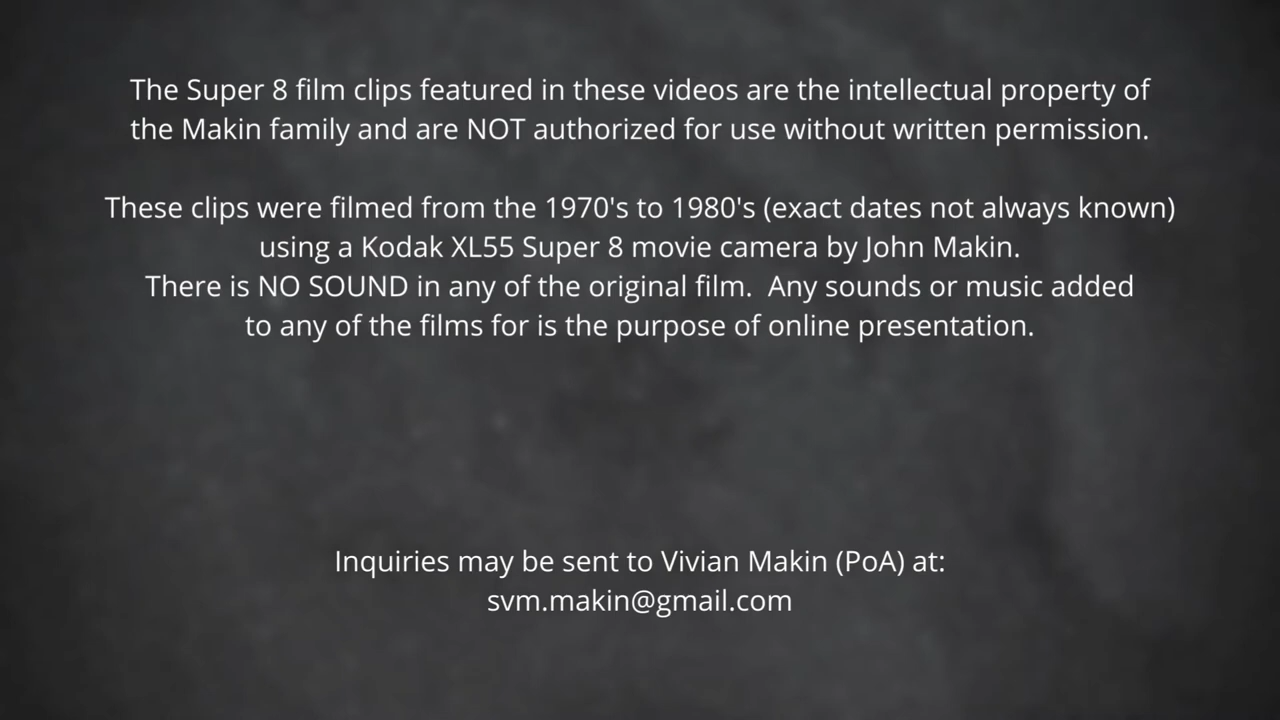 The Super 8 film clips featured in these videos are the intellectual property of
the Makin family and are NOT authorized for use without written permission.
These clips were filmed from the 1970's to 1980's (exact dates not always known)
using a Kodak XL55 Super 8 movie camera by John Makin.
There is NO SOUND in any of the original film.  Any sounds or music added
to any of the films for is the purpose of online presentation.
Inquiries may be sent to Vivian Makin (PoA) at:
svm.makin@gmail.com